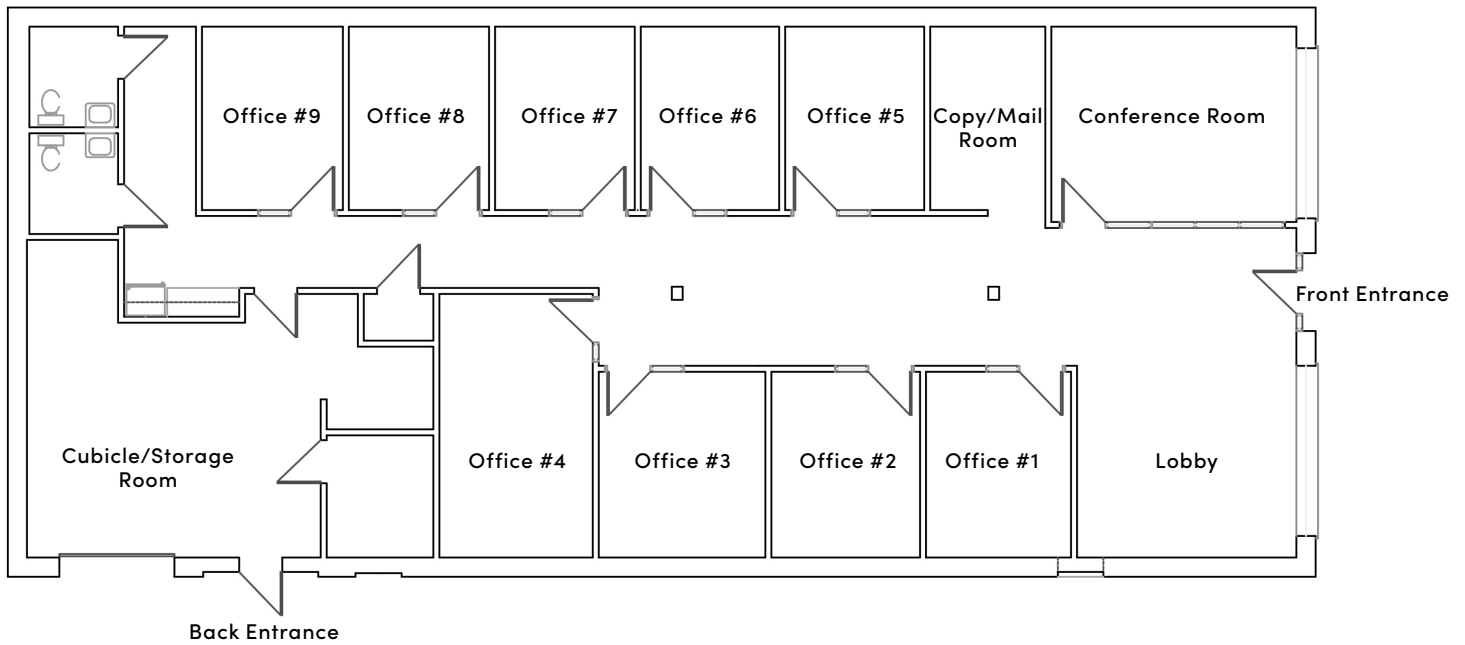 Office #9
Office #8
Office #7
Office #6
Office #5
Copy/Mail
Room
Conference Room
Front Entrance
Cubicle/Storage
Room
Office #4
Office #3
Office #2
Office #1
Lobby
Back Entrance